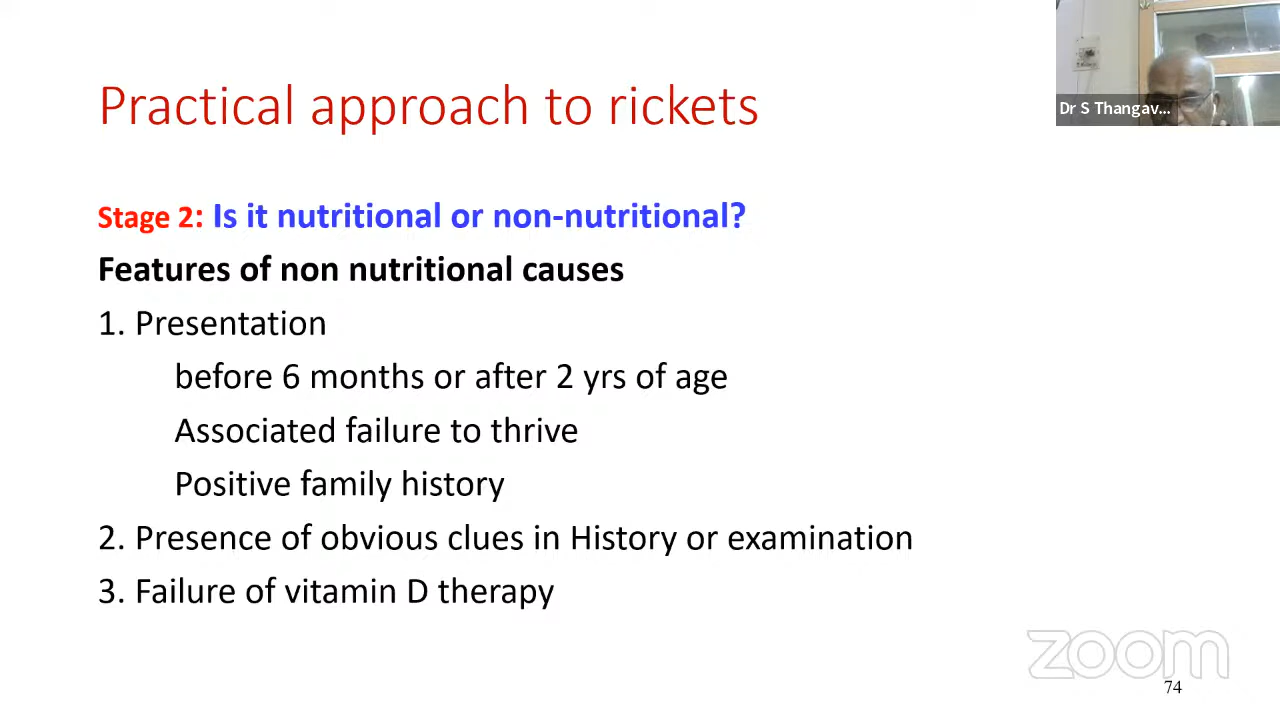 Practical approach to rickets
Dr S Thangav...
Stage 2: Is it nutritional or non-nutritional?
Features of non nutritional causes
1. Presentation
before 6 months or after 2 yrs of age
Associated failure to thrive
Positive family history
2. Presence of obvious clues in History or examination
3. Failure of vitamin D therapy
zoom
74